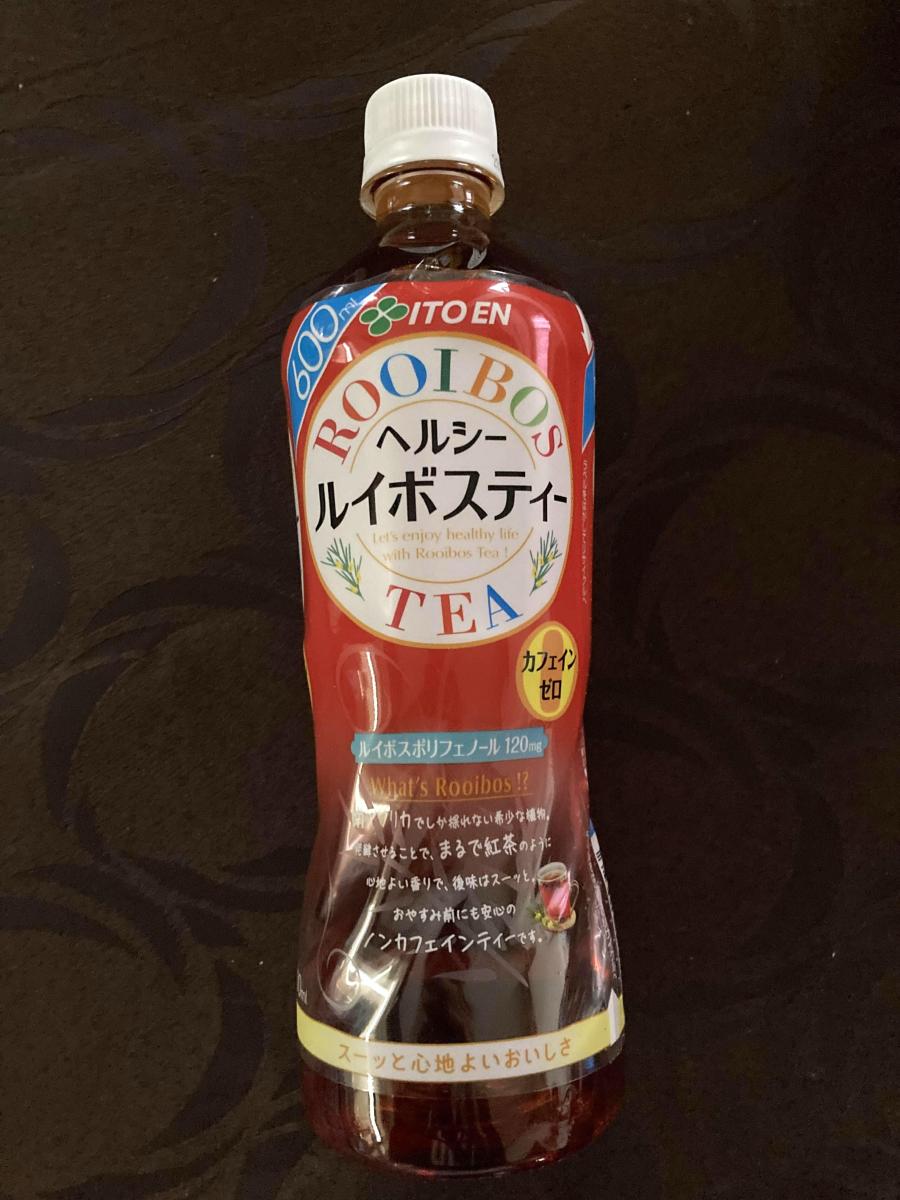 600ml
ITO EN
ROOIBOS
ヘルシー
ルイボスティー
Let's enjoy healthy life
with Rooibos Tea !
TEA
カフェイン
ゼロ
ルイボスポリフェノール 120mg
What's Rooibos !?
南アフリカでしか採れない希少な植物。
発酵させることで、まるで紅茶のように
心地よい香りで、後味はスーッと。
おやすみ前にも安心の
ノンカフェインティーです。
スーッと心地よいおいしさ